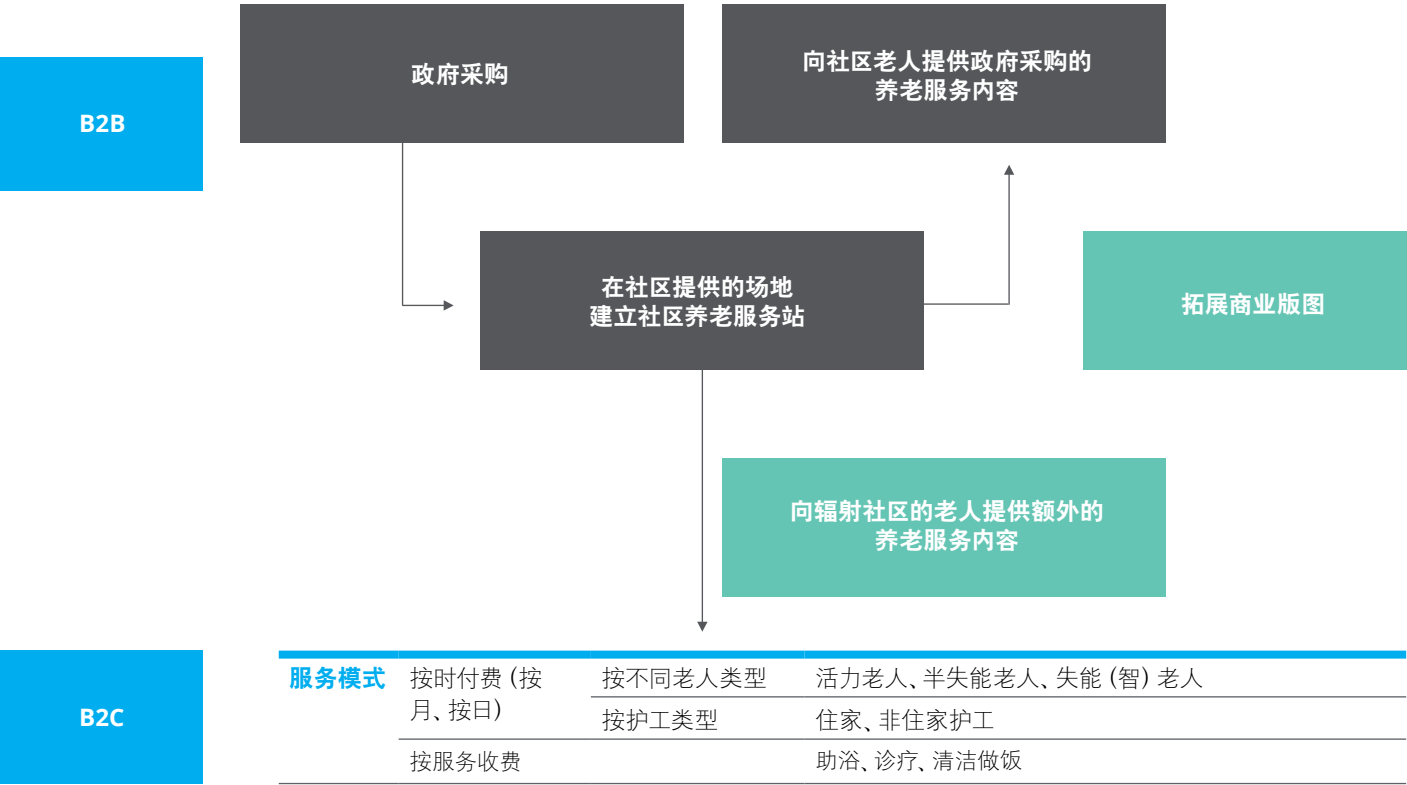 B2B
政府采购
向社区老人提供政府采购的
养老服务内容
在社区提供的场地
建立社区养老服务站
拓展商业版图
向辐射社区的老人提供额外的
养老服务内容
B2C
服务模式
按时付费(按
月、按日)
按不同老人类型
活力老人、半失能老人、失能(智)老人
按护工类型
住家、非住家护工
按服务收费
助浴、诊疗、清洁做饭